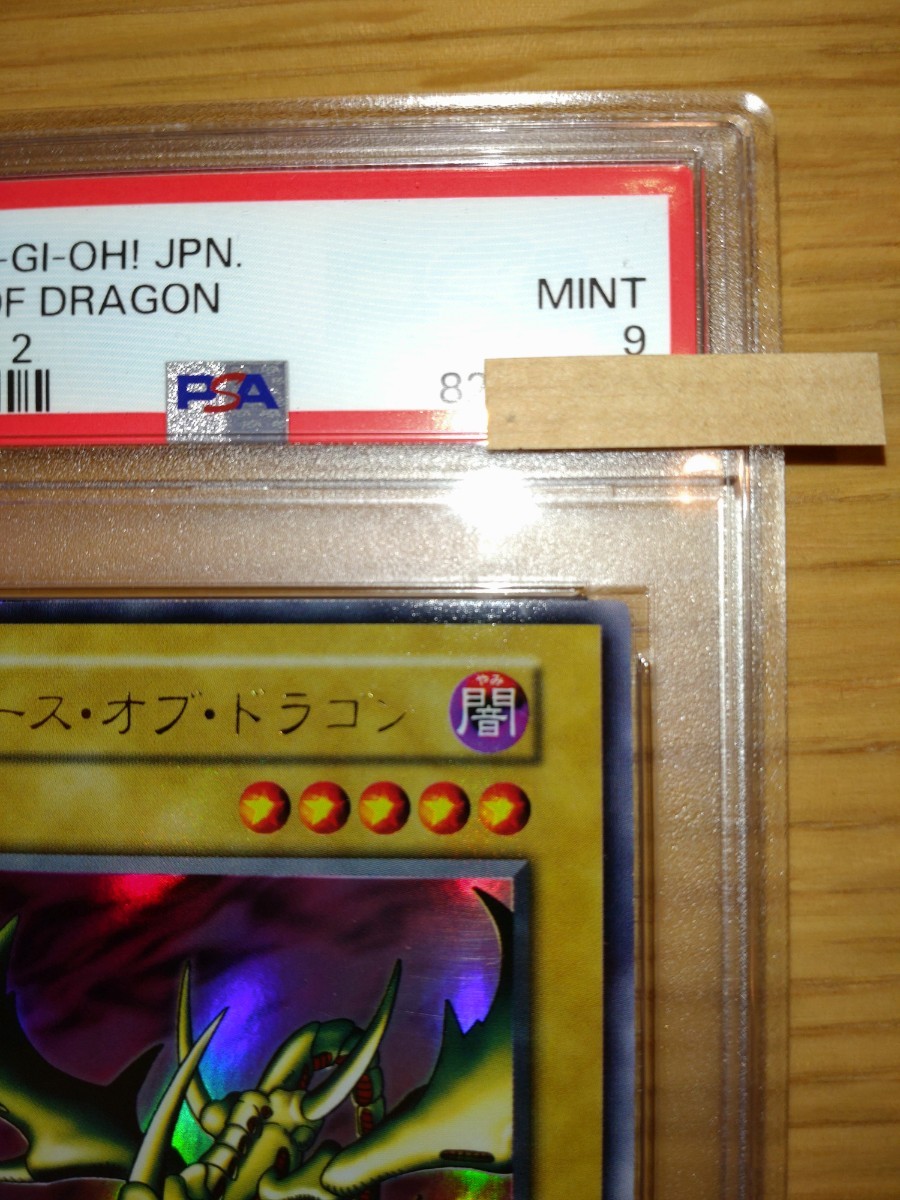 -GI-OH! JPN.
OF DRAGON
MINT
2
9
PSA
82
ース・オブ・ドラゴン
やみ
闇